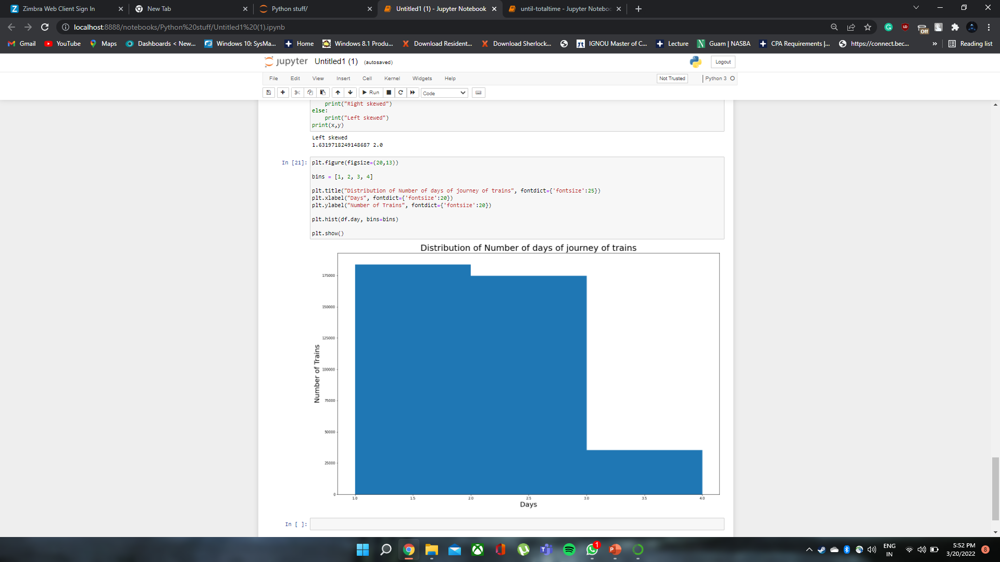 Zimbra Web Client Sign In
New Tab
Python stuff/
Untitled1 (1) - Jupyter Notebook
until-totaltime - Jupyter Noteboo
localhost:8888/notebooks/Python%20stuff/Untitled1%20(1).ipynb
Off
Gmail
YouTube
Maps
Dashboards < New...
Windows 10: SysMa...
Home
Windows 8.1 Produ...
Download Resident...
Download Sherlock...
IGNOU Master of C...
Lecture
Guam | NASBA
CPA Requirements |...
https://connect.bec...
»
Reading list
jupyter Untitled1 (1) (autosaved)
Logout
File Edit View Insert Cell Kernel Widgets Help
Not Trusted
Python 3
Run
Code
print("Right skewed")
else:
print("Left skewed")
print(x,y)
Left skewed
1.6319718249148687 2.0
In [21]:
plt.figure(figsize=(20,13))
bins = [1, 2, 3, 4]
plt.title("Distribution of Number of days of journey of trains", fontdict={'fontsize':25})
plt.xlabel("Days", fontdict={'fontsize':20})
plt.ylabel("Number of Trains", fontdict={'fontsize':20})
plt.hist(df.day, bins=bins)
plt.show()
Distribution of Number of days of journey of trains
175000
150000
125000
100000
75000
50000
25000
0
Number of Trains
1.0 1.5 2.0 2.5 3.0 3.5 4.0
Days
In [ ]:
1
ENG
IN
5:52 PM
3/20/2022
8